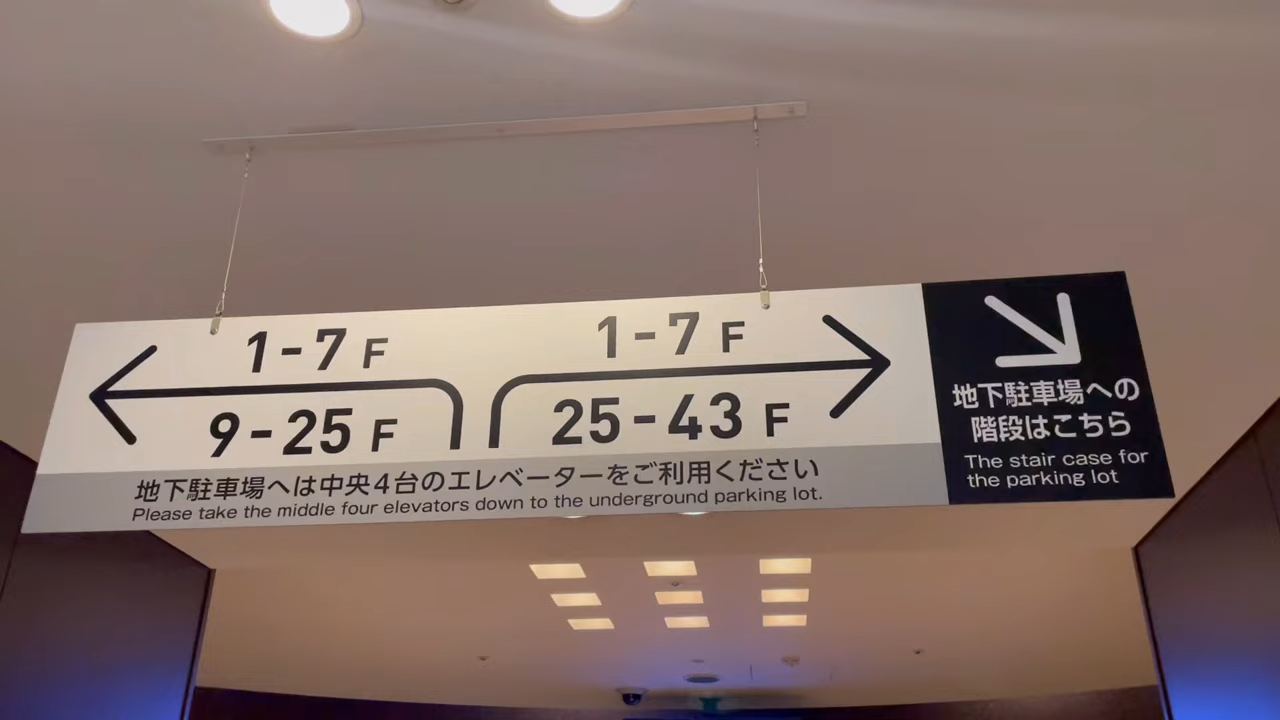 1-7 F
9-25 F
1-7 F
25-43 F
地下駐車場へは中央4台のエレベーターをご利用ください
Please take the middle four elevators down to the underground parking lot.
地下駐車場への
階段はこちら
The stair case for
the parking lot